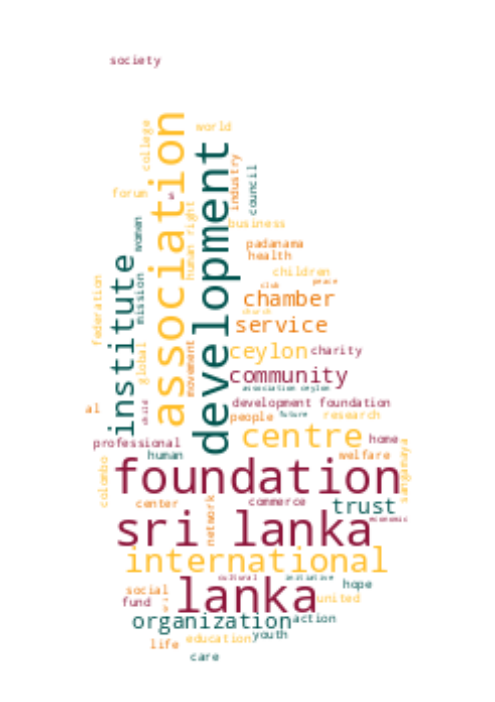 society
world
college
association
development
industry
council
forum
s
human right
business
women
padanama
health
institute
mission
children
peace
club
federation
chamber
church
service
global
movement
ceylon
charity
community
association ceylon
child
al
development foundation
people
future
research
centre
home
professional
human
welfare
sangamaya
colombo
foundation
center
network
commerce
trust
economic
sri lanka
international
cultural
initiative
lanka
social
sri
hope
fund
united
organization
action
education
youth
life
care